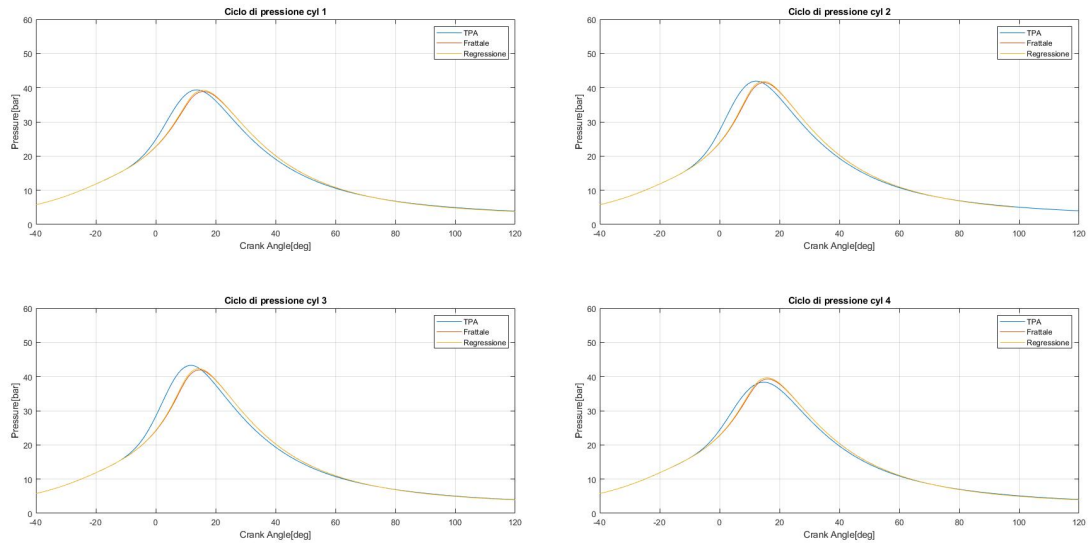 Ciclo di pressione cyl 1
60
50
40
30
20
10
0
Pressure[bar]
TPA
Frattale
Regressione
-40 -20 0 20 40 60 80 100 120
Crank Angle[deg]
Ciclo di pressione cyl 2
60
50
40
30
20
10
0
Pressure[bar]
TPA
Frattale
Regressione
-40 -20 0 20 40 60 80 100 120
Crank Angle[deg]
Ciclo di pressione cyl 3
60
50
40
30
20
10
0
Pressure[bar]
TPA
Frattale
Regressione
-40 -20 0 20 40 60 80 100 120
Crank Angle[deg]
Ciclo di pressione cyl 4
60
50
40
30
20
10
0
Pressure[bar]
TPA
Frattale
Regressione
-40 -20 0 20 40 60 80 100 120
Crank Angle[deg]